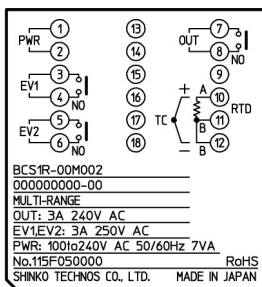 PWR 1 13 OUT 7
2 14 8 NO
EV1 3 15 9
4 NO 16 + A 10
EV2 5 17 TC B 11 RTD
6 NO 18 − B 12
BCS1R-00M002
000000000-00
MULTI-RANGE
OUT: 3A 240V AC
EV1,EV2: 3A 250V AC
PWR: 100to240V AC 50/60Hz 7VA
No.115F050000 RoHS
SHINKO TECHNOS CO., LTD. MADE IN JAPAN